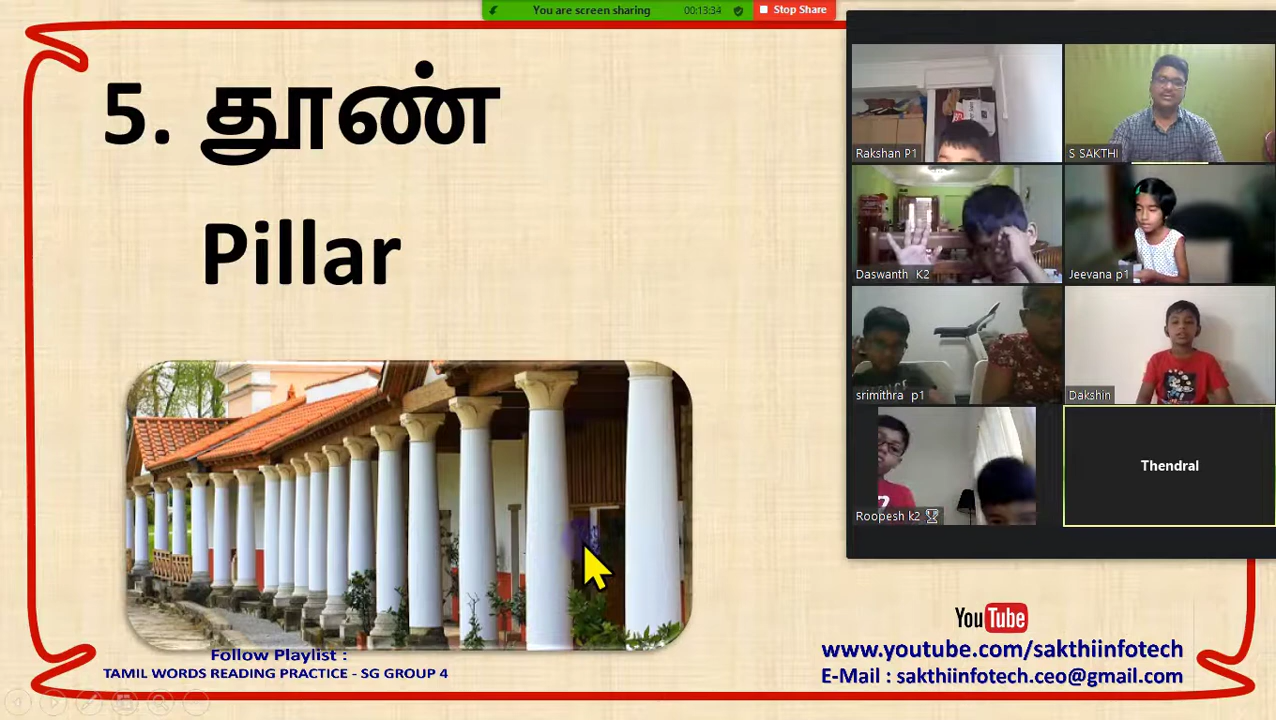 You are screen sharing
00:13:34
Stop Share
5. தூண்
Pillar
Rakshan P1
S SAKTHI
Daswanth K2
Jeevana p1
srimithra p1
Dakshin
Roopesh k2
Thendral
YouTube
www.youtube.com/sakthiinfotech
E-Mail : sakthiinfotech.ceo@gmail.com
Follow Playlist :
TAMIL WORDS READING PRACTICE - SG GROUP 4